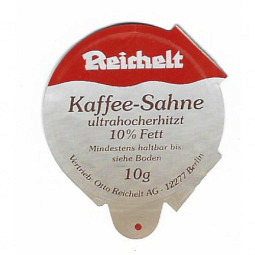 Reichelt
Kaffee-Sahne
ultrahocherhitzt
10% Fett
Mindestens haltbar bis
siehe Boden
10g
Vertrieb: Otto Reichelt AG · 12277 Berlin